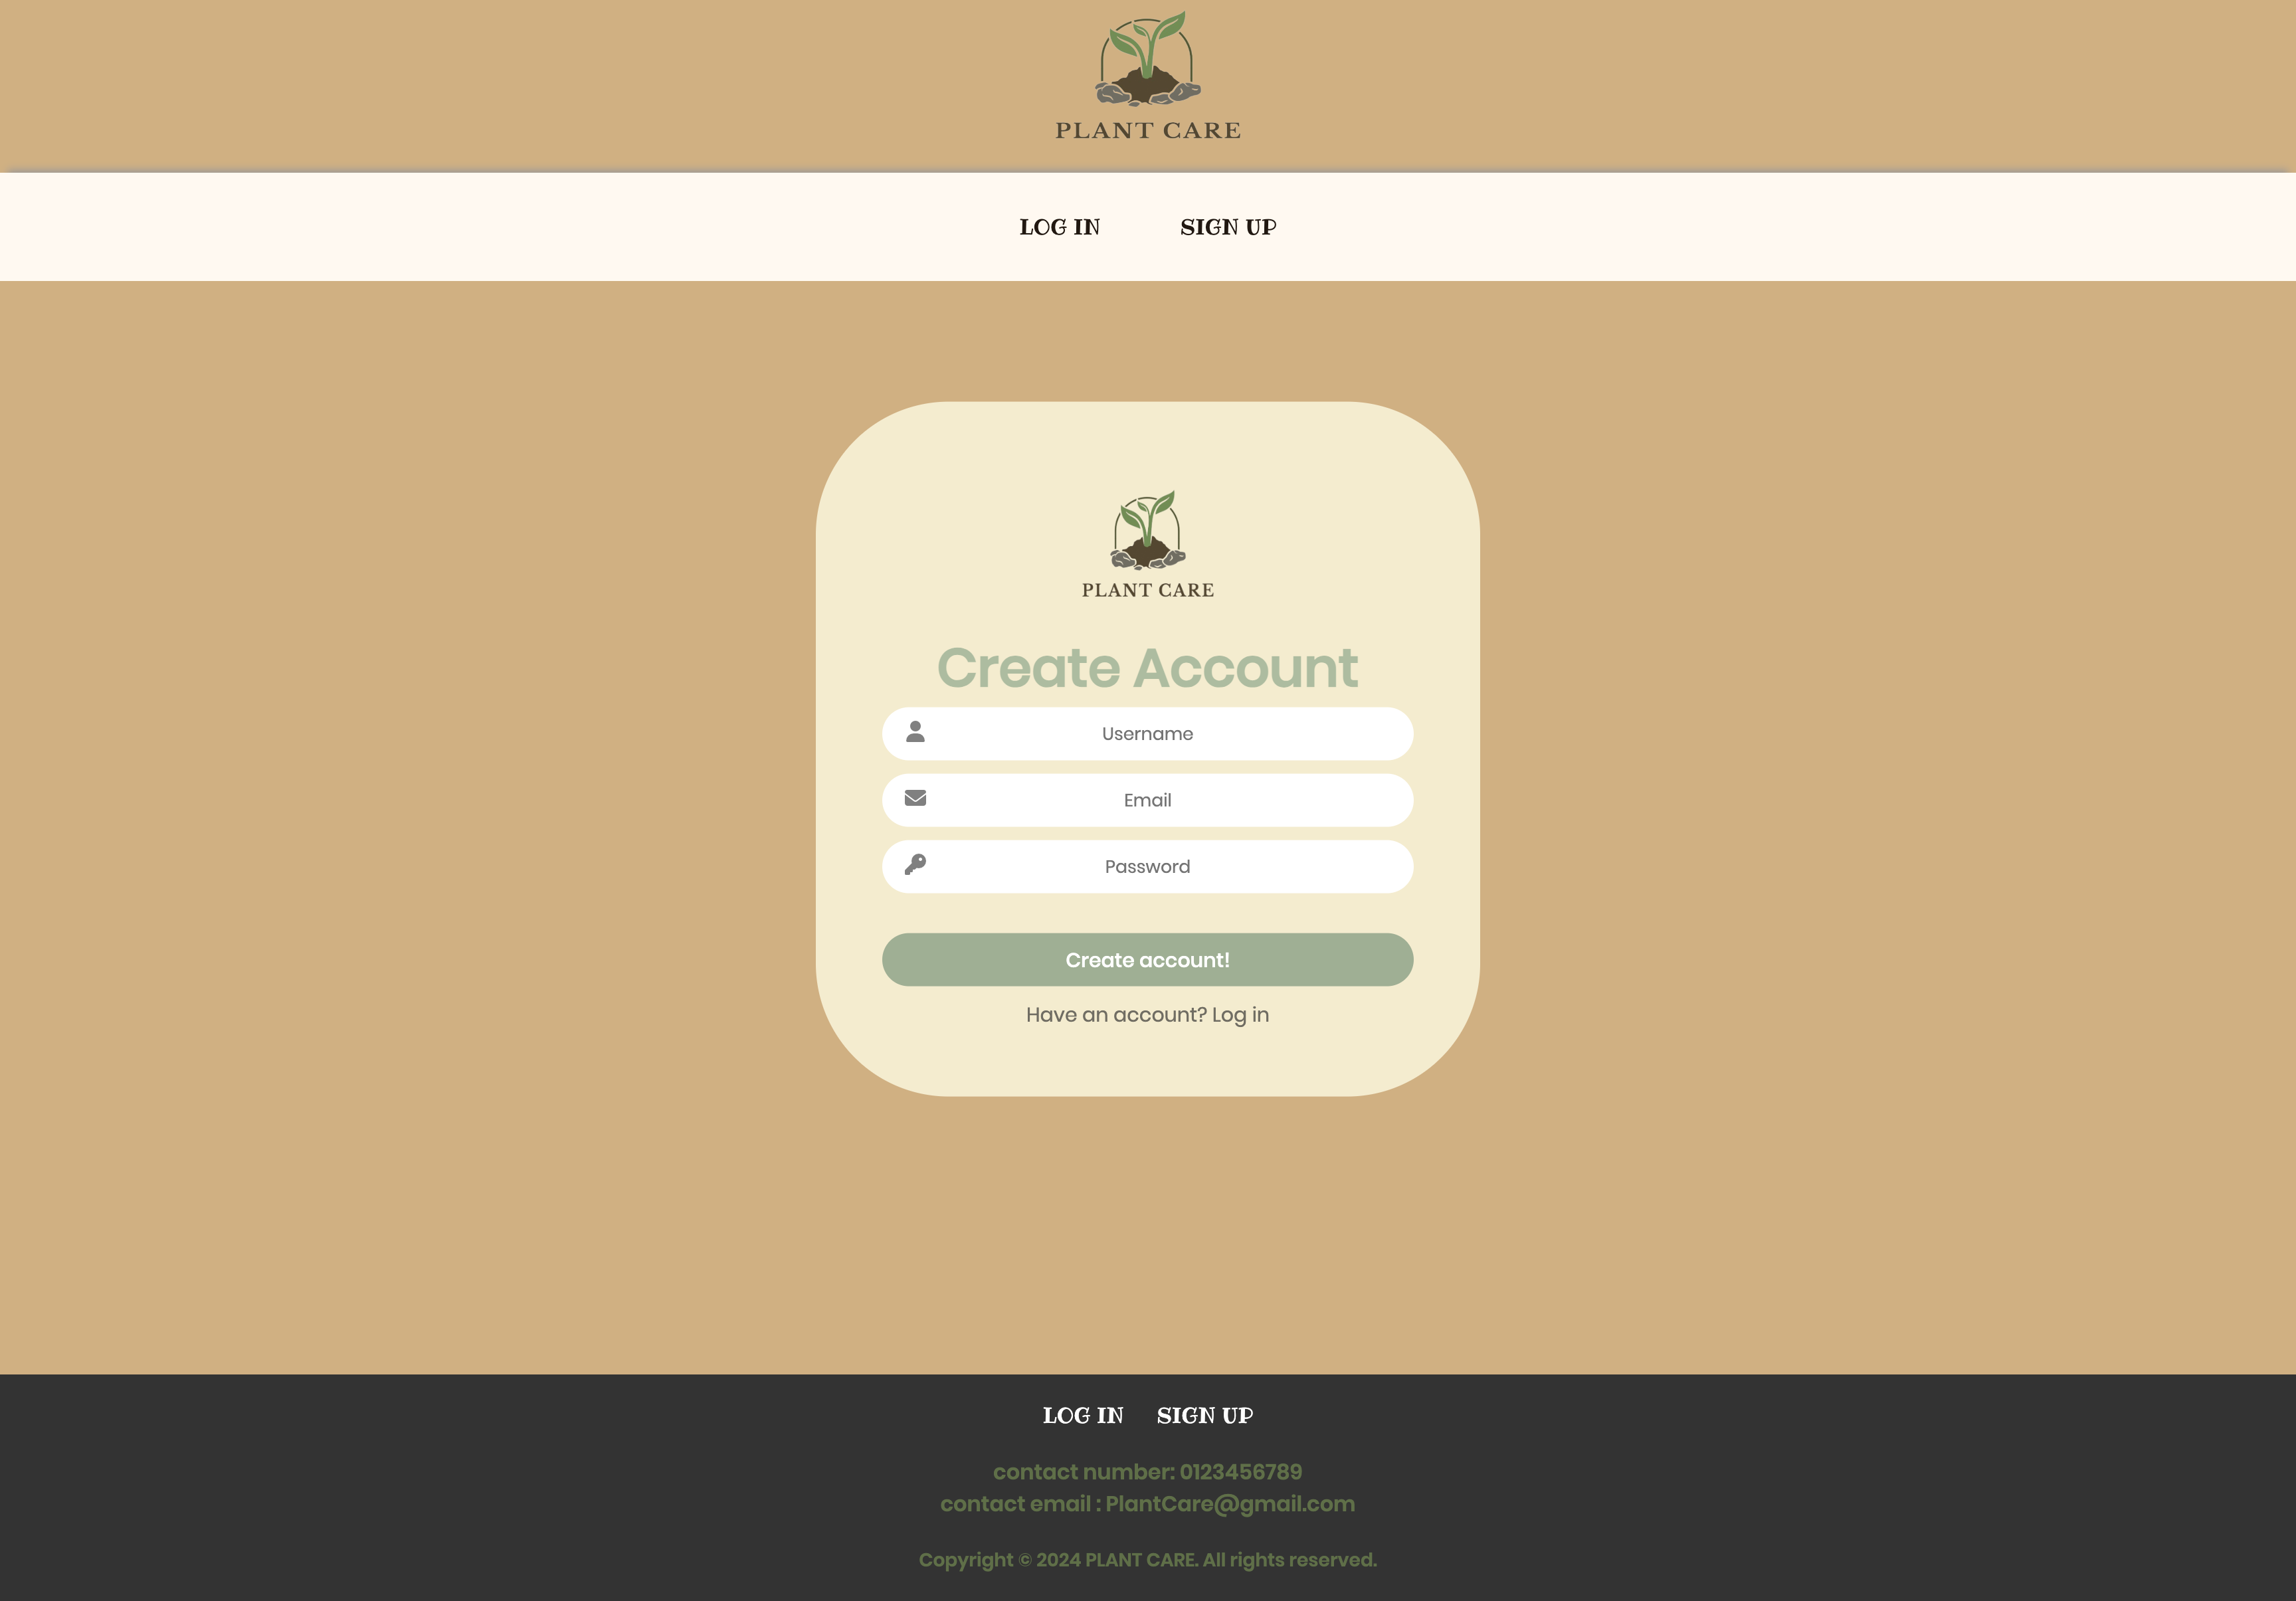 PLANT CARE
LOG IN SIGN UP
PLANT CARE
Create Account
Username
Email
Password
Create account!
Have an account? Log in
LOG IN SIGN UP
contact number: 0123456789
contact email : PlantCare@gmail.com
Copyright © 2024 PLANT CARE. All rights reserved.